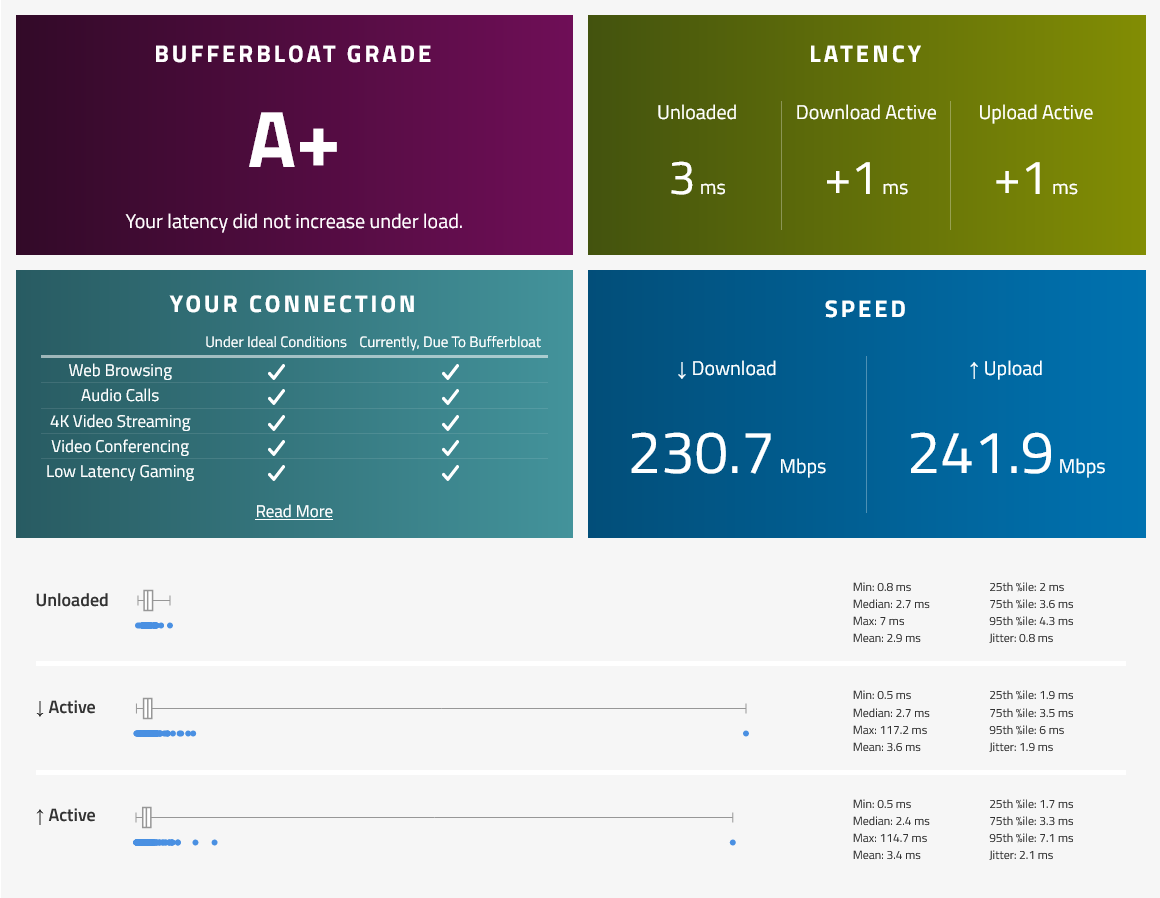 BUFFERBLOAT GRADE
A+
Your latency did not increase under load.
LATENCY
Unloaded
3 ms
Download Active
+1 ms
Upload Active
+1 ms
YOUR CONNECTION
Under Ideal Conditions Currently, Due To Bufferbloat
Web Browsing
Audio Calls
4K Video Streaming
Video Conferencing
Low Latency Gaming
Read More
SPEED
↓ Download
230.7 Mbps
↑ Upload
241.9 Mbps
Unloaded
Min: 0.8 ms 25th %ile: 2 ms
Median: 2.7 ms 75th %ile: 3.6 ms
Max: 7 ms 95th %ile: 4.3 ms
Mean: 2.9 ms Jitter: 0.8 ms
↓ Active
Min: 0.5 ms 25th %ile: 1.9 ms
Median: 2.7 ms 75th %ile: 3.5 ms
Max: 117.2 ms 95th %ile: 6 ms
Mean: 3.6 ms Jitter: 1.9 ms
↑ Active
Min: 0.5 ms 25th %ile: 1.7 ms
Median: 2.4 ms 75th %ile: 3.3 ms
Max: 114.7 ms 95th %ile: 7.1 ms
Mean: 3.4 ms Jitter: 2.1 ms